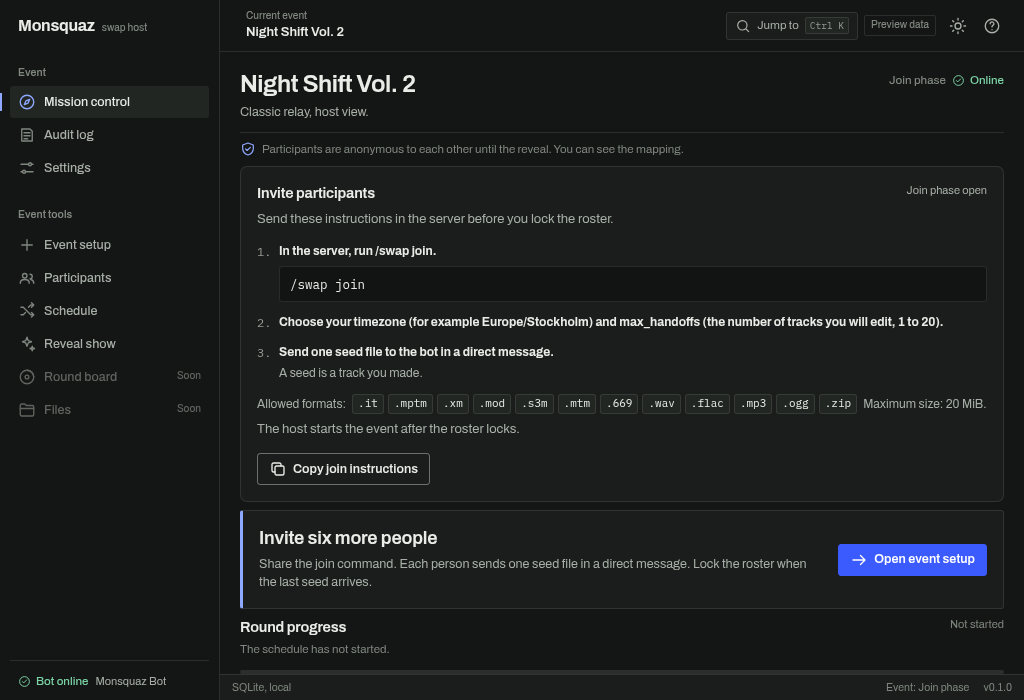 Monsquaz swap host
Event
Mission control
Audit log
Settings
Event tools
Event setup
Participants
Schedule
Reveal show
Round board Soon
Files Soon
Bot online Monsquaz Bot
Current event
Night Shift Vol. 2
Jump to Ctrl K
Preview data
Night Shift Vol. 2
Join phase Online
Classic relay, host view.
Participants are anonymous to each other until the reveal. You can see the mapping.
Invite participants
Join phase open
Send these instructions in the server before you lock the roster.
1. In the server, run /swap join.
/swap join
2. Choose your timezone (for example Europe/Stockholm) and max_handoffs (the number of tracks you will edit, 1 to 20).
3. Send one seed file to the bot in a direct message.
A seed is a track you made.
Allowed formats: .it .mptm .xm .mod .s3m .mtm .669 .wav .flac .mp3 .ogg .zip Maximum size: 20 MiB.
The host starts the event after the roster locks.
Copy join instructions
Invite six more people
Share the join command. Each person sends one seed file in a direct message. Lock the roster when
the last seed arrives.
Open event setup
Round progress
Not started
The schedule has not started.
SQLite, local
Event: Join phase v0.1.0